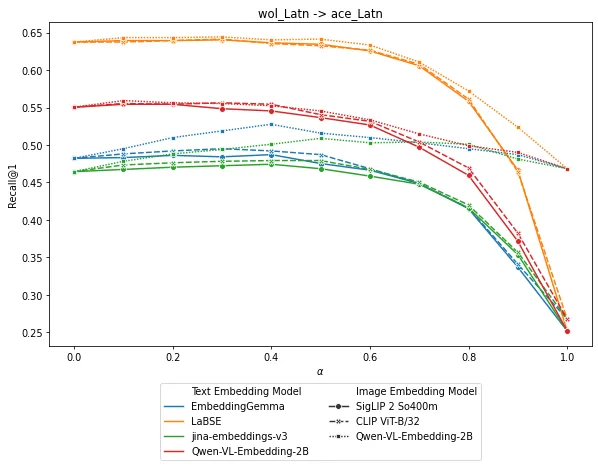 wol_Latn -> ace_Latn
Recall@1
0.65
0.60
0.55
0.50
0.45
0.40
0.35
0.30
0.25
0.0 0.2 0.4 0.6 0.8 1.0
α
Text Embedding Model
EmbeddingGemma
LaBSE
jina-embeddings-v3
Qwen-VL-Embedding-2B
Image Embedding Model
SigLIP 2 So400m
CLIP ViT-B/32
Qwen-VL-Embedding-2B